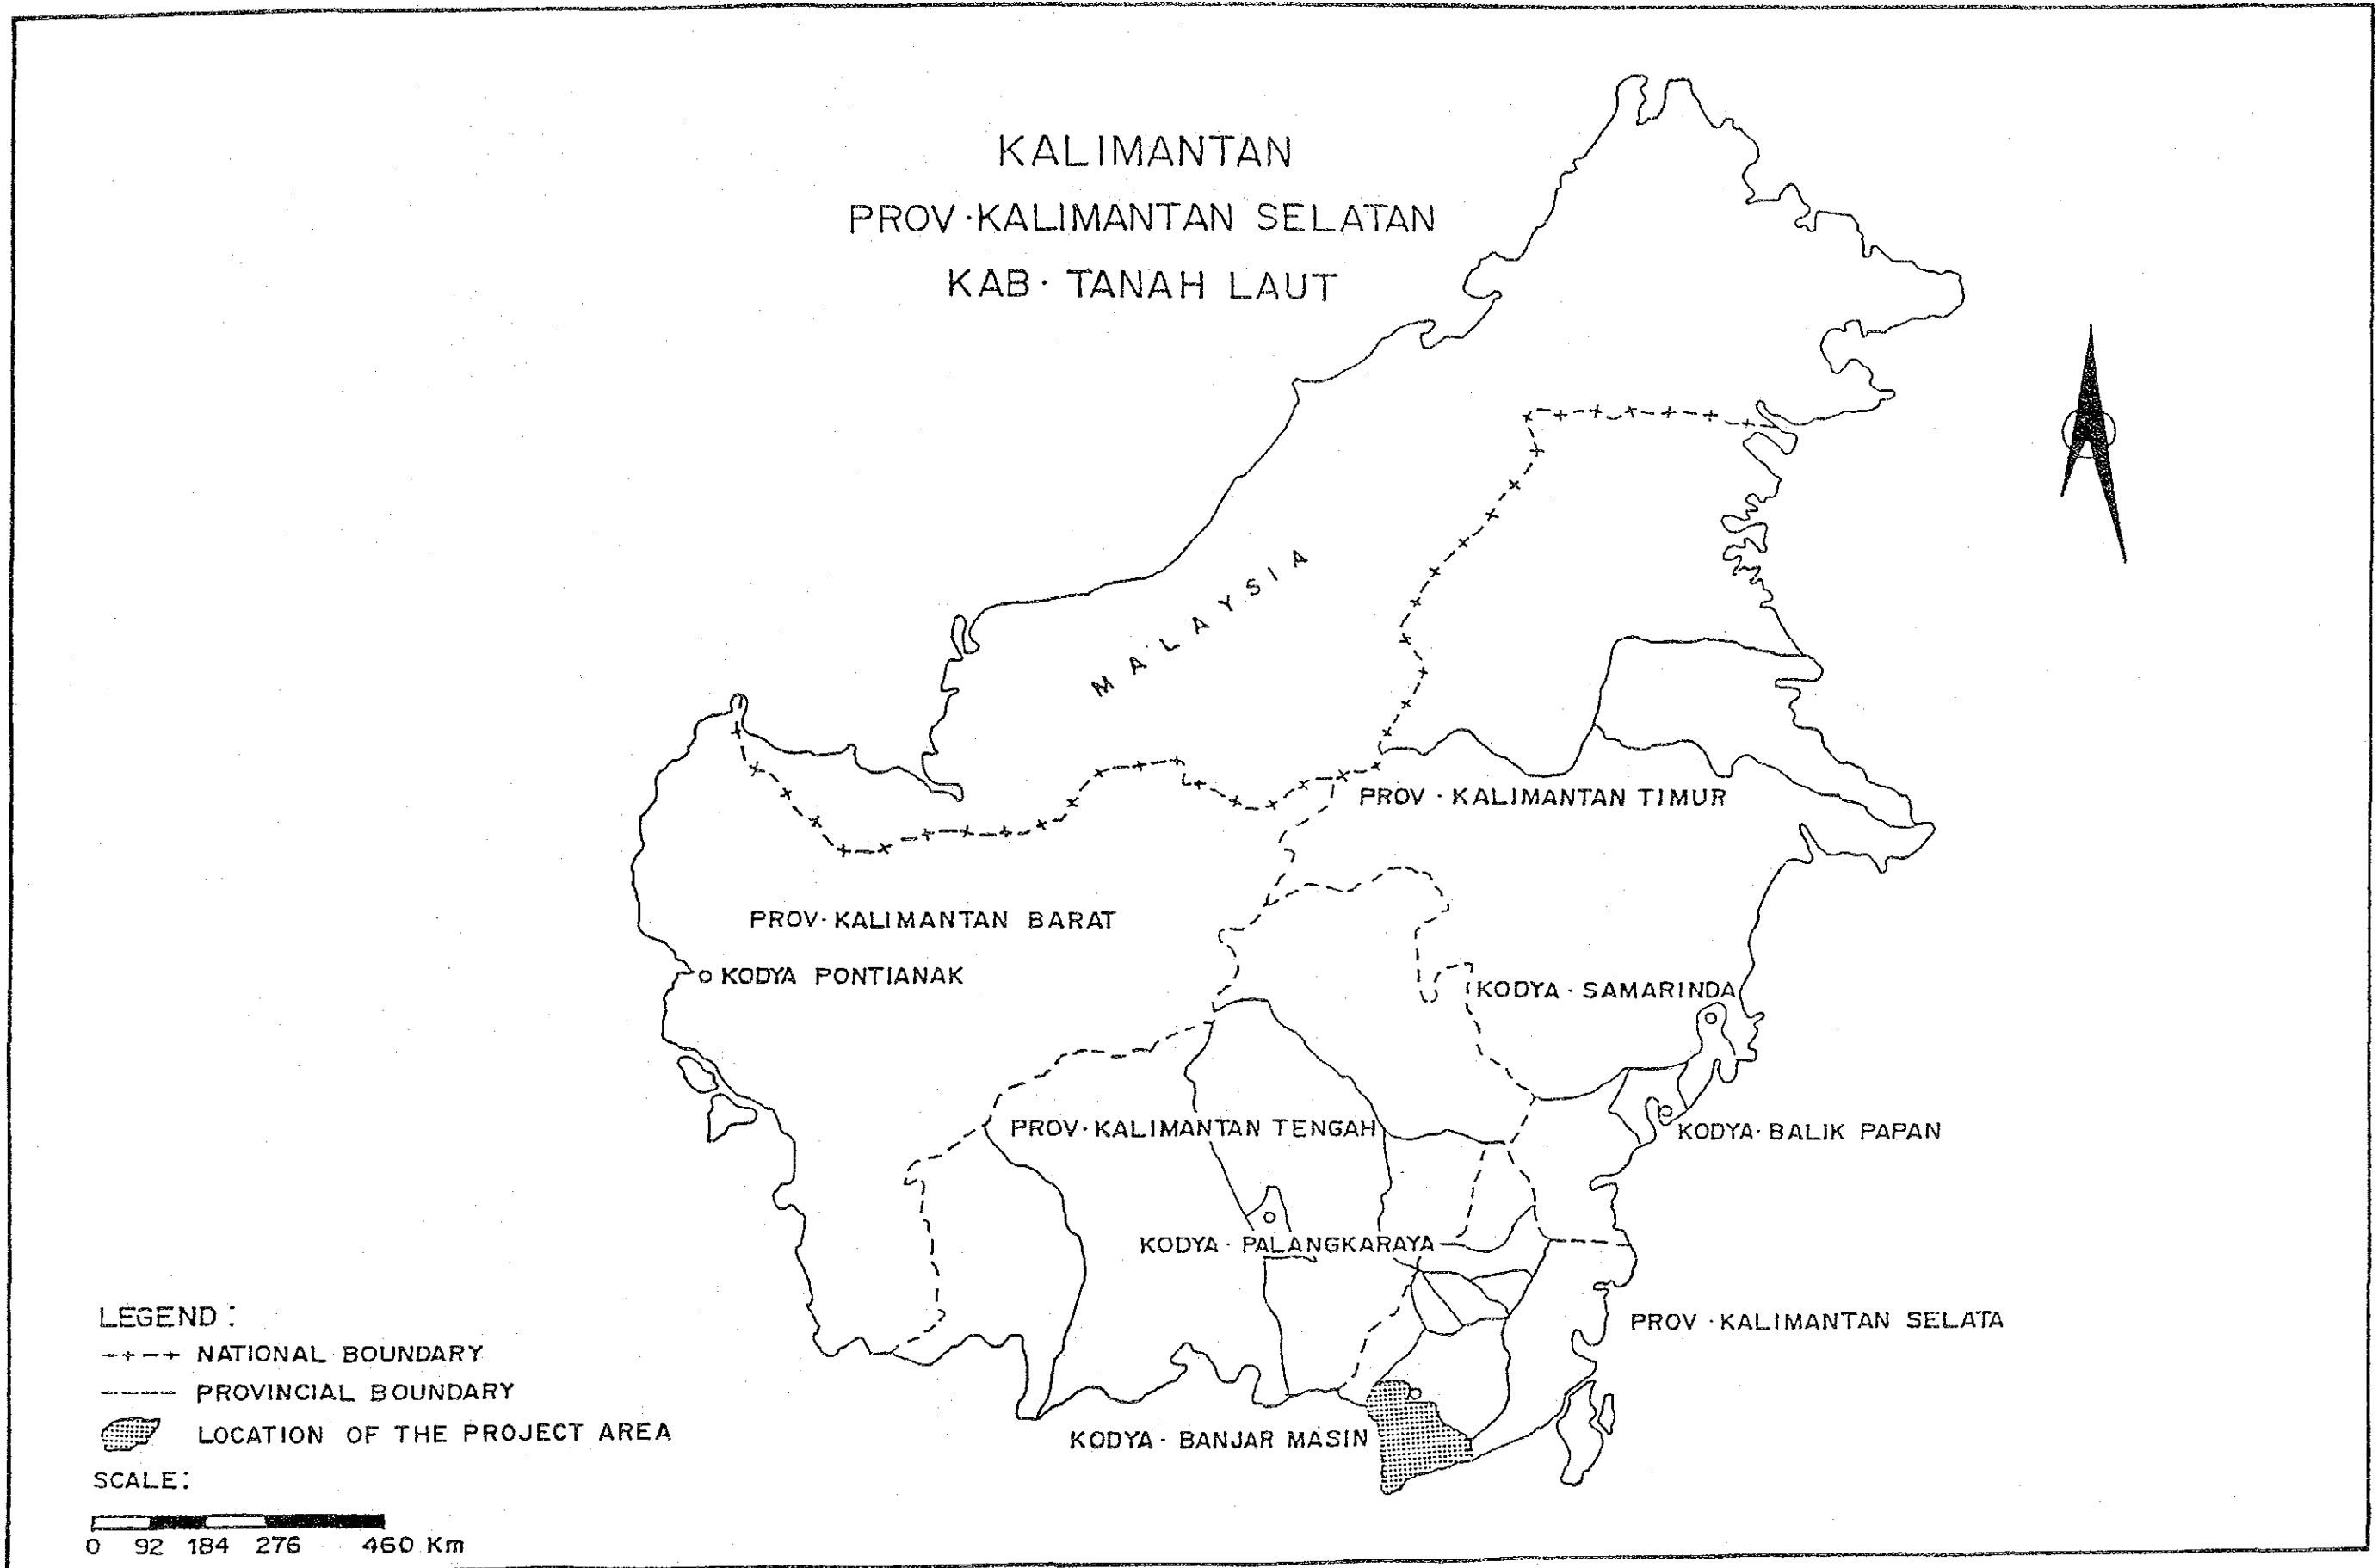 KALIMANTAN
PROV·KALIMANTAN SELATAN
KAB· TANAH LAUT
MALAYSIA
PROV · KALIMANTAN TIMUR
PROV·KALIMANTAN BARAT
KODYA PONTIANAK
KODYA · SAMARINDA
PROV·KALIMANTAN TENGAH
KODYA·BALIK PAPAN
KODYA · PALANGKARAYA
PROV ·KALIMANTAN SELATA
KODYA· BANJAR MASIN
LEGEND :
NATIONAL BOUNDARY
PROVINCIAL BOUNDARY
LOCATION OF THE PROJECT AREA
SCALE:
0 92 184 276 460 Km